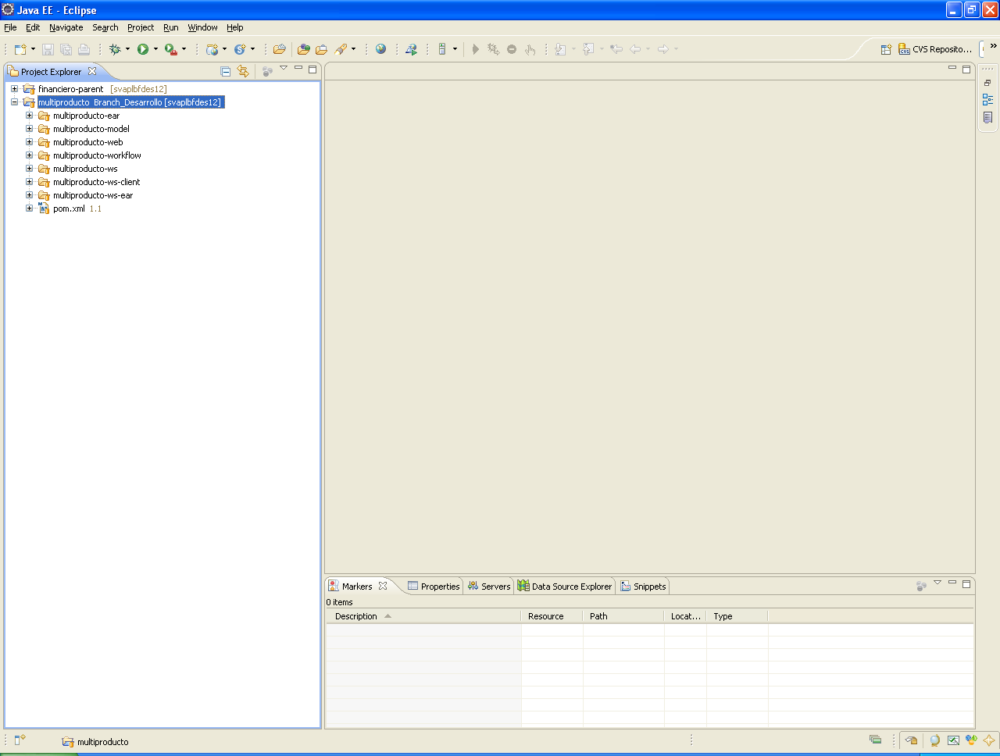 Java EE - Eclipse
File Edit Navigate Search Project Run Window Help
CVS Reposito...
Project Explorer
financiero-parent [svaplbfdes12]
multiproducto Branch_Desarrollo [svaplbfdes12]
multiproducto-ear
multiproducto-model
multiproducto-web
multiproducto-workflow
multiproducto-ws
multiproducto-ws-client
multiproducto-ws-ear
pom.xml 1.1
Markers Properties Servers Data Source Explorer Snippets
0 items
Description Resource Path Locat... Type
multiproducto